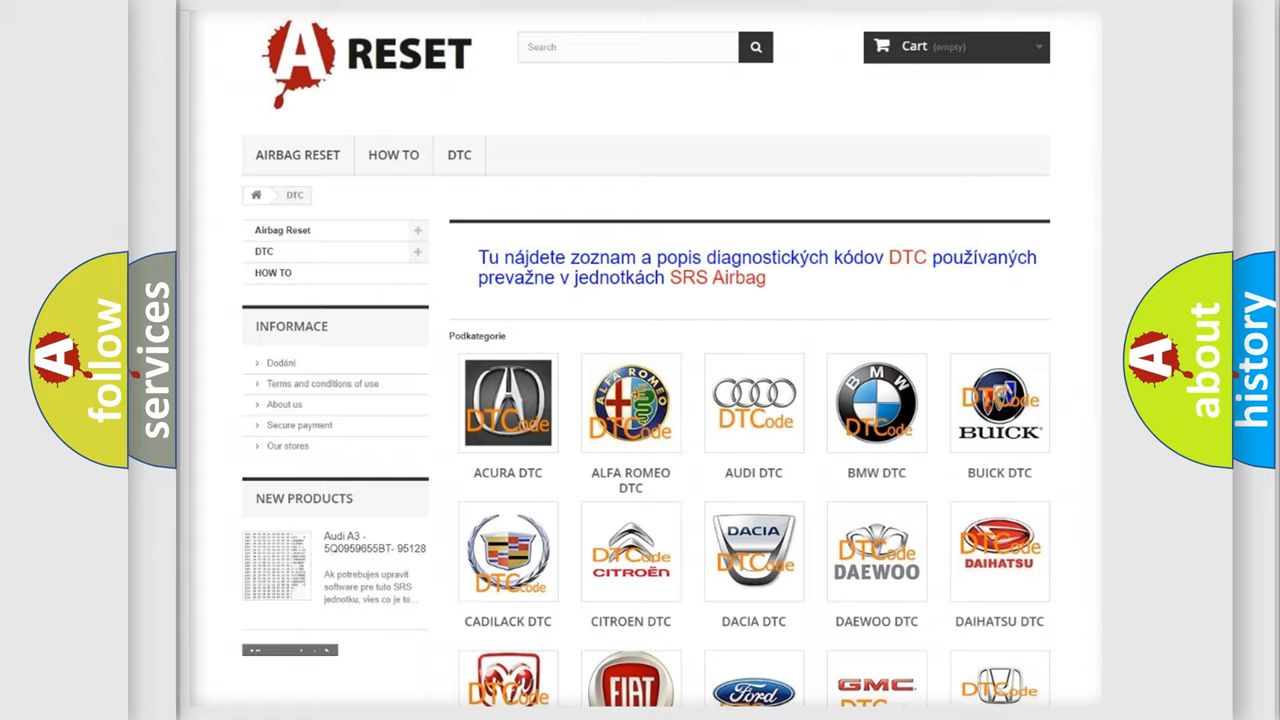 A RESET
Search
Cart (empty)
AIRBAG RESET
HOW TO
DTC
DTC
Airbag Reset
DTC
HOW TO
INFORMACE
Dodání
Terms and conditions of use
About us
Secure payment
Our stores
NEW PRODUCTS
Audi A3 -
5Q0959655BT- 95128
Ak potrebujes upravit
software pre tuto SRS
jednotku, vies co je to...
Tu nájdete zoznam a popis diagnostických kódov DTC používaných
prevažne v jednotkách SRS Airbag
Podkategorie
DTCode
ALFA ROMEO
DTCode
DTCode
BMW
DTCode
DTCode
BUICK
ACURA DTC
ALFA ROMEO
DTC
AUDI DTC
BMW DTC
BUICK DTC
DTCode
DTCode
CITROËN
DACIA
DTCode
DTCode
DAEWOO
DTCode
DAIHATSU
CADILACK DTC
CITROEN DTC
DACIA DTC
DAEWOO DTC
DAIHATSU DTC
DTCode
FIAT
Ford
GMC
DTCode
A follow
services
A about
history